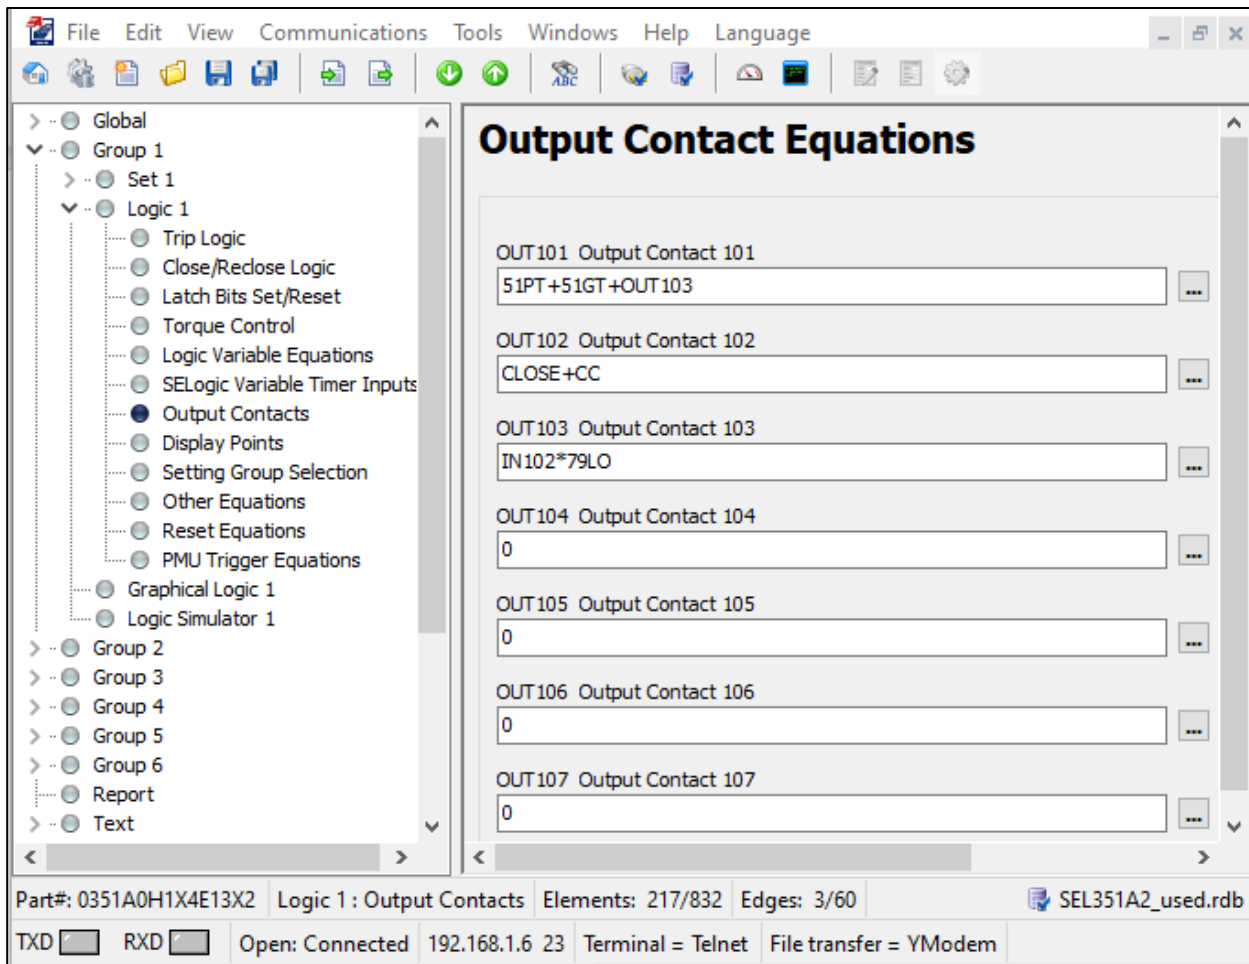 File Edit View Communications Tools Windows Help Language
ABC
Global
Group 1
Set 1
Logic 1
Trip Logic
Close/Reclose Logic
Latch Bits Set/Reset
Torque Control
Logic Variable Equations
SELogic Variable Timer Inputs
Output Contacts
Display Points
Setting Group Selection
Other Equations
Reset Equations
PMU Trigger Equations
Graphical Logic 1
Logic Simulator 1
Group 2
Group 3
Group 4
Group 5
Group 6
Report
Text
Output Contact Equations
OUT101 Output Contact 101
51PT+51GT+OUT103
...
OUT102 Output Contact 102
CLOSE+CC
...
OUT103 Output Contact 103
IN102*79LO
...
OUT104 Output Contact 104
0
...
OUT105 Output Contact 105
0
...
OUT106 Output Contact 106
0
...
OUT107 Output Contact 107
0
...
Part#: 0351A0H1X4E13X2 Logic 1 : Output Contacts Elements: 217/832 Edges: 3/60 SEL351A2_used.rdb
TXD RXD Open: Connected 192.168.1.6 23 Terminal = Telnet File transfer = YModem